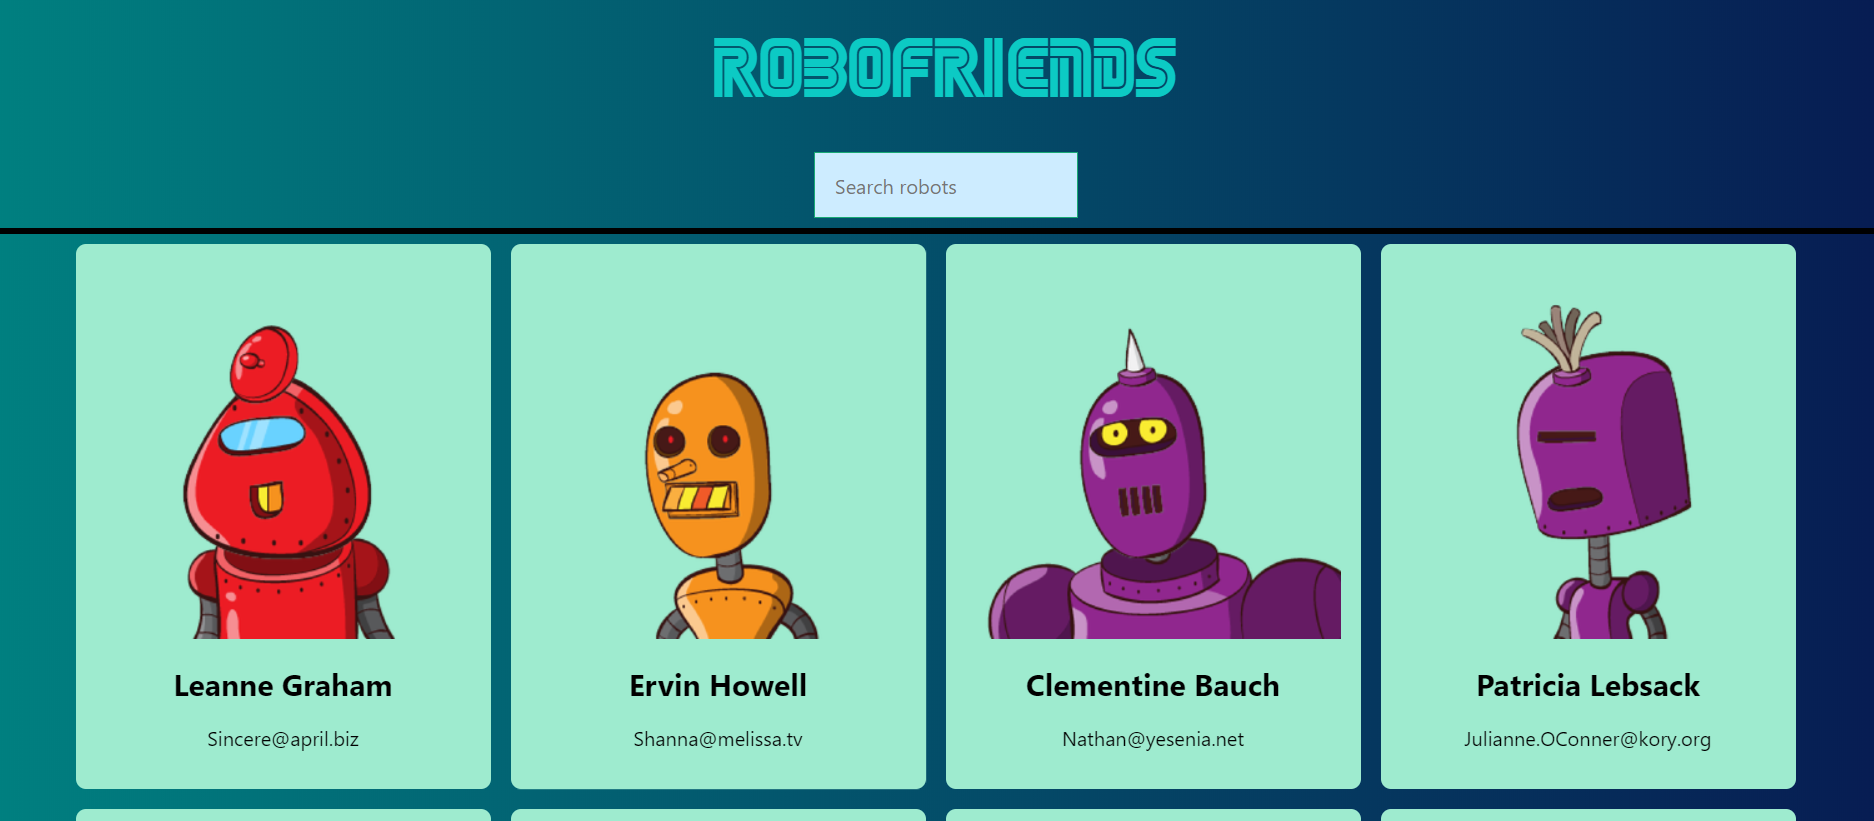 ROBOFRIENDS
Search robots
Leanne Graham
Sincere@april.biz
Ervin Howell
Shanna@melissa.tv
Clementine Bauch
Nathan@yesenia.net
Patricia Lebsack
Julianne.OConner@kory.org